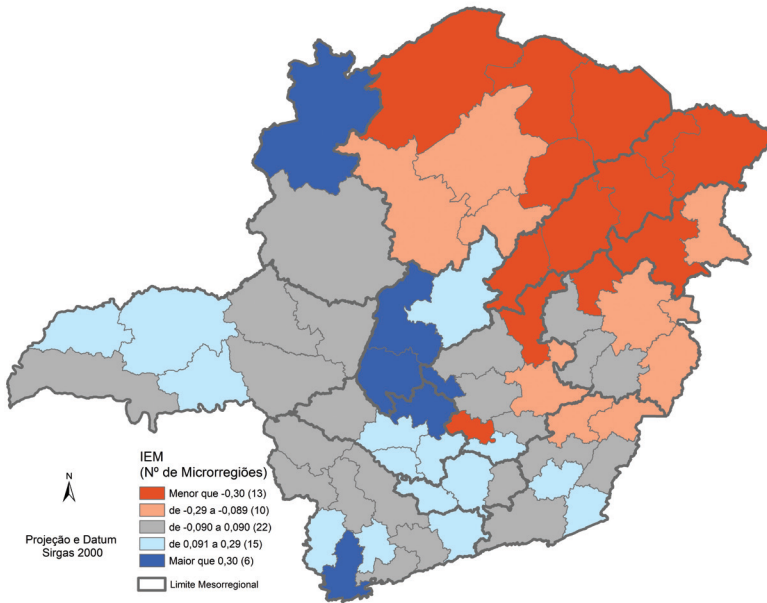 IEM
(Nº de Microrregiões)
Menor que -0,30 (13)
de -0,29 a -0,089 (10)
de -0,090 a 0,090 (22)
de 0,091 a 0,29 (15)
Maior que 0,30 (6)
Limite Mesorregional
N
Projeção e Datum
Sirgas 2000